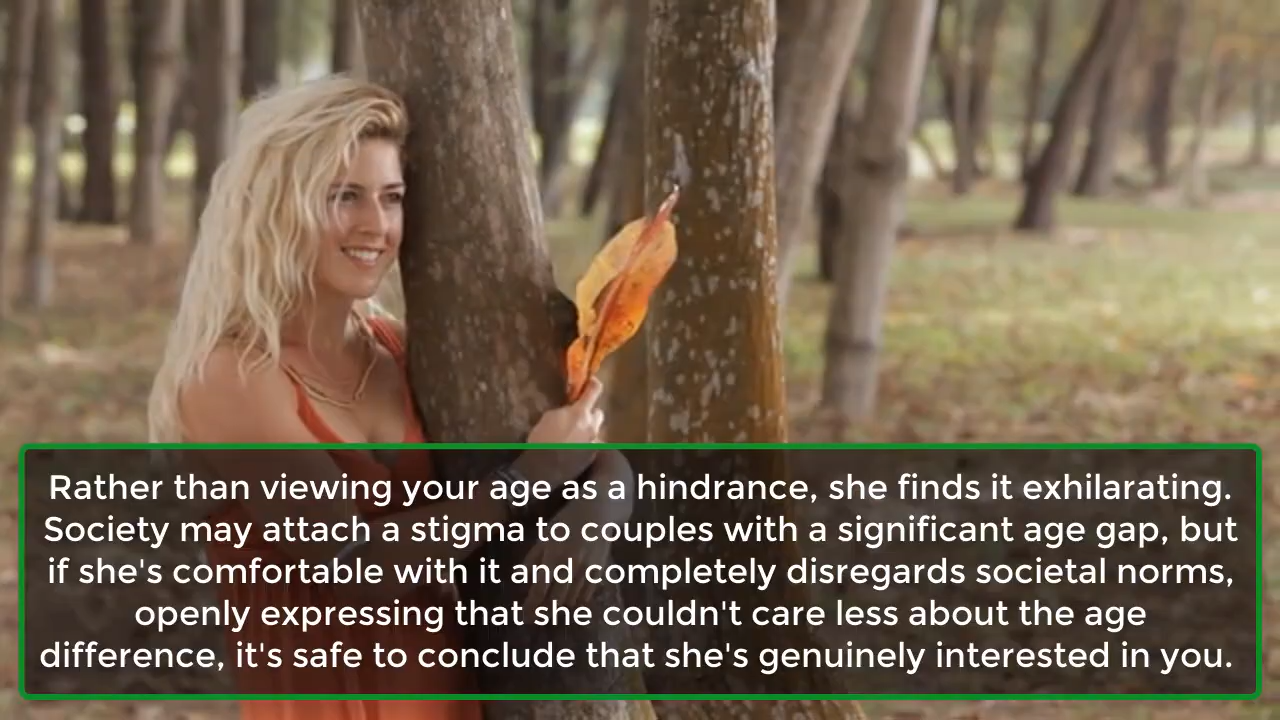 Rather than viewing your age as a hindrance, she finds it exhilarating.
Society may attach a stigma to couples with a significant age gap, but
if she's comfortable with it and completely disregards societal norms,
openly expressing that she couldn't care less about the age
difference, it's safe to conclude that she's genuinely interested in you.